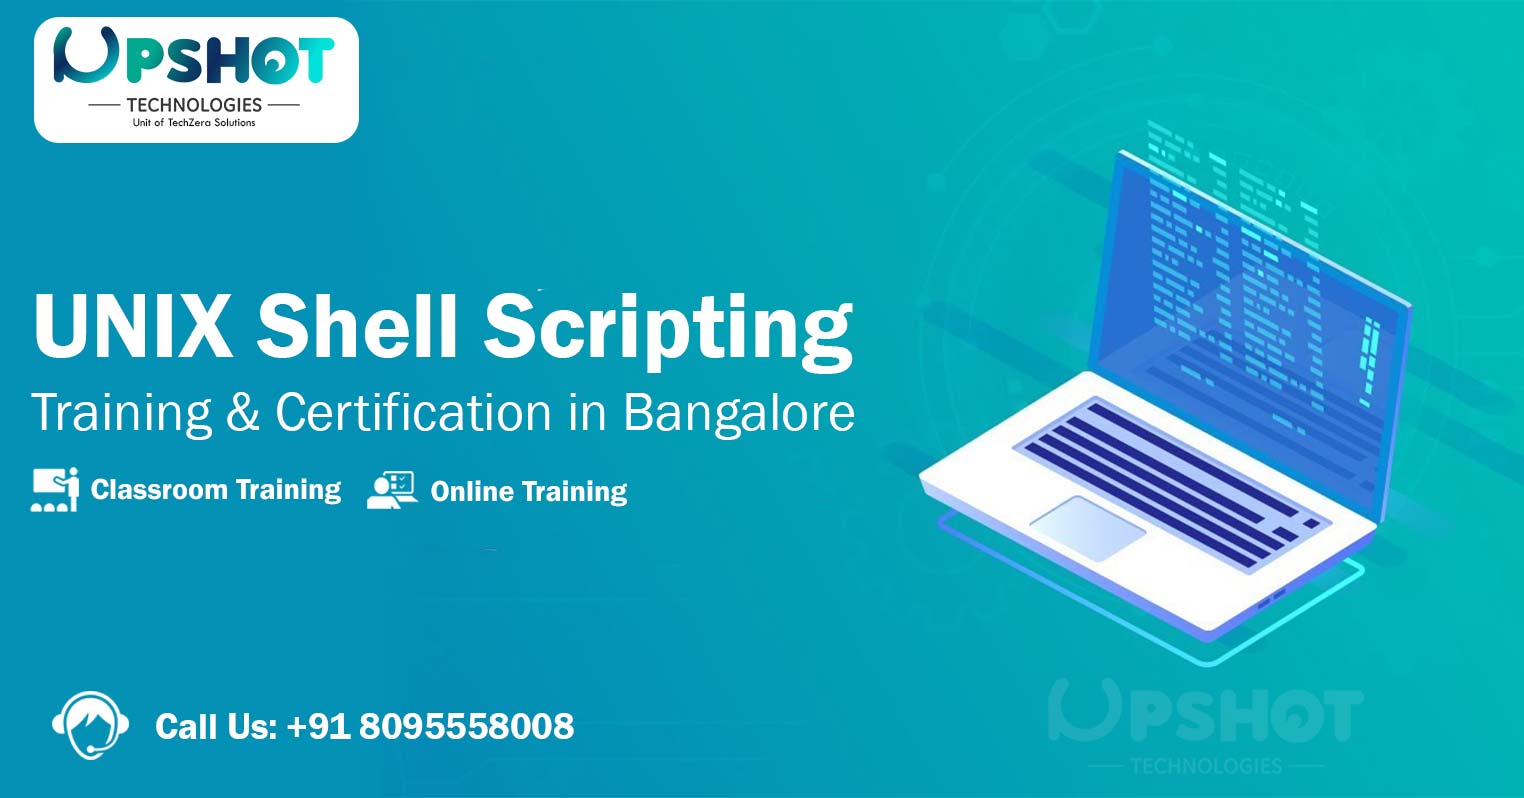 UPSHOT
TECHNOLOGIES
Unit of TechZera Solutions
UNIX Shell Scripting
Training & Certification in Bangalore
Classroom Training
Online Training
Call Us: +91 8095558008
UPSHOT
TECHNOLOGIES